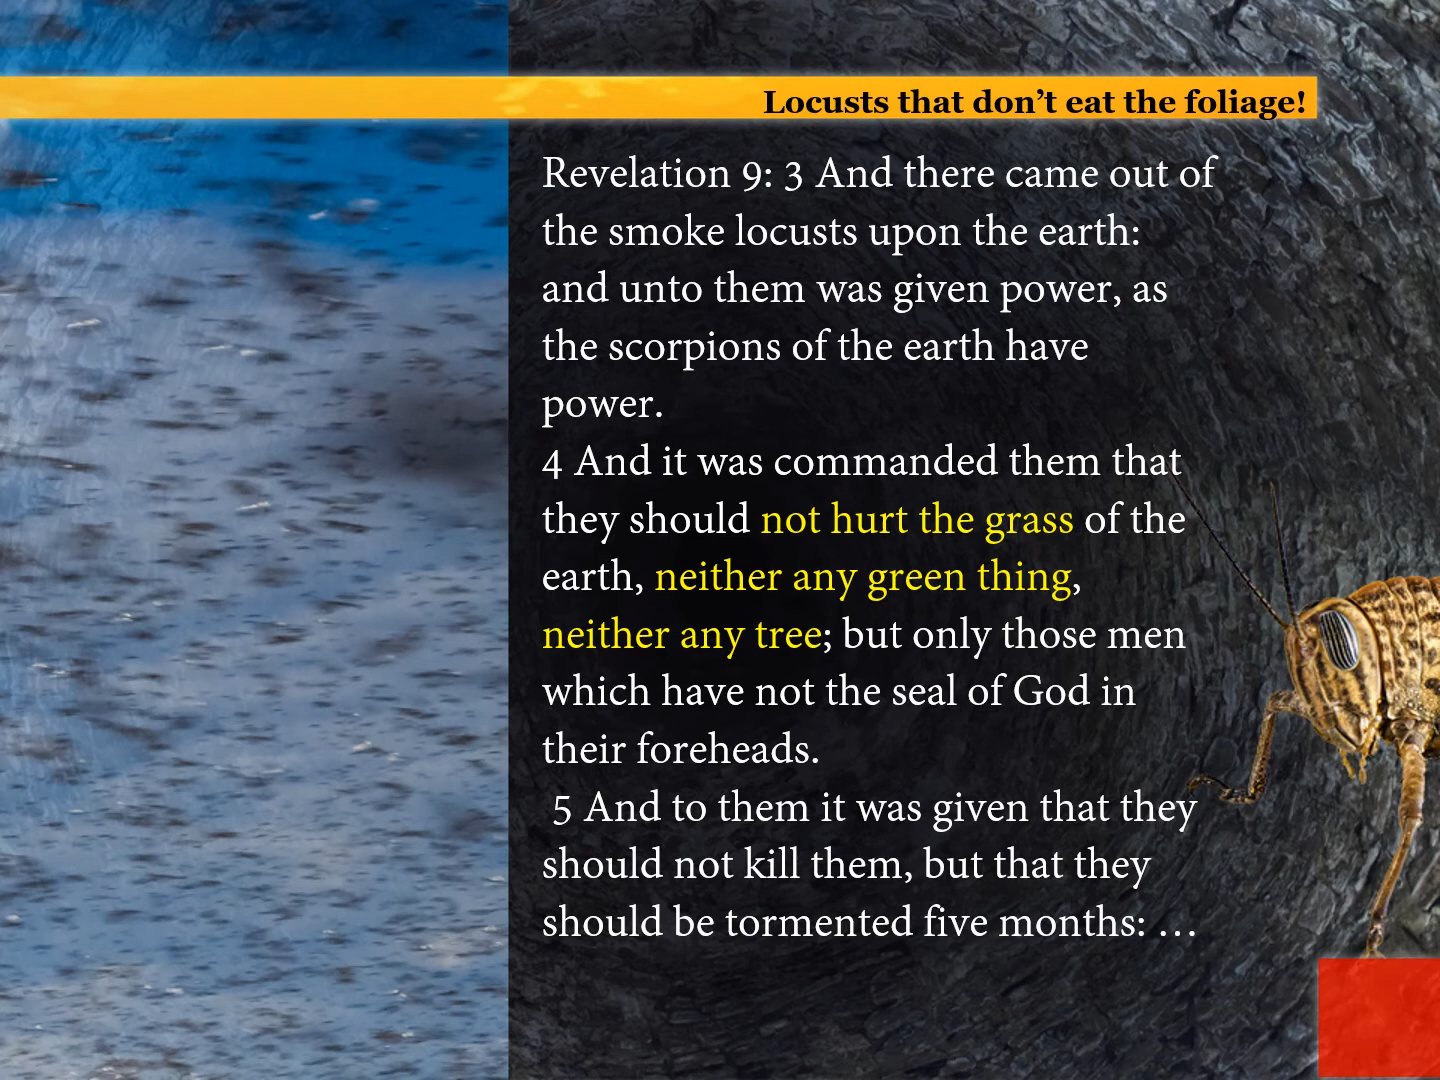 Locusts that don’t eat the foliage!
Revelation 9: 3 And there came out of
the smoke locusts upon the earth:
and unto them was given power, as
the scorpions of the earth have
power.
4 And it was commanded them that
they should not hurt the grass of the
earth, neither any green thing,
neither any tree; but only those men
which have not the seal of God in
their foreheads.
5 And to them it was given that they
should not kill them, but that they
should be tormented five months: …